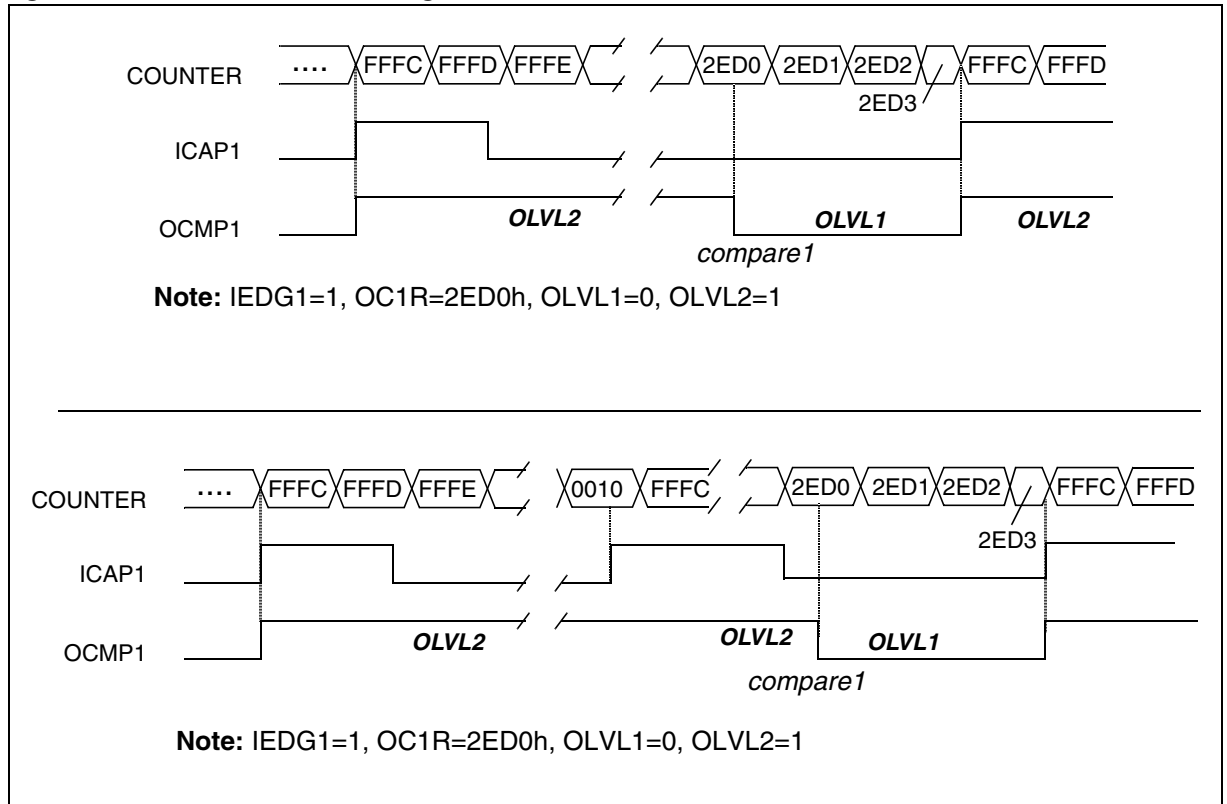 COUNTER .... FFFC FFFD FFFE 2ED0 2ED1 2ED2 FFFC FFFD
2ED3
ICAP1
OCMP1 OLVL2 OLVL1 OLVL2
compare1
Note: IEDG1=1, OC1R=2ED0h, OLVL1=0, OLVL2=1
COUNTER .... FFFC FFFD FFFE 0010 FFFC 2ED0 2ED1 2ED2 FFFC FFFD
2ED3
ICAP1
OCMP1 OLVL2 OLVL2 OLVL1
compare1
Note: IEDG1=1, OC1R=2ED0h, OLVL1=0, OLVL2=1